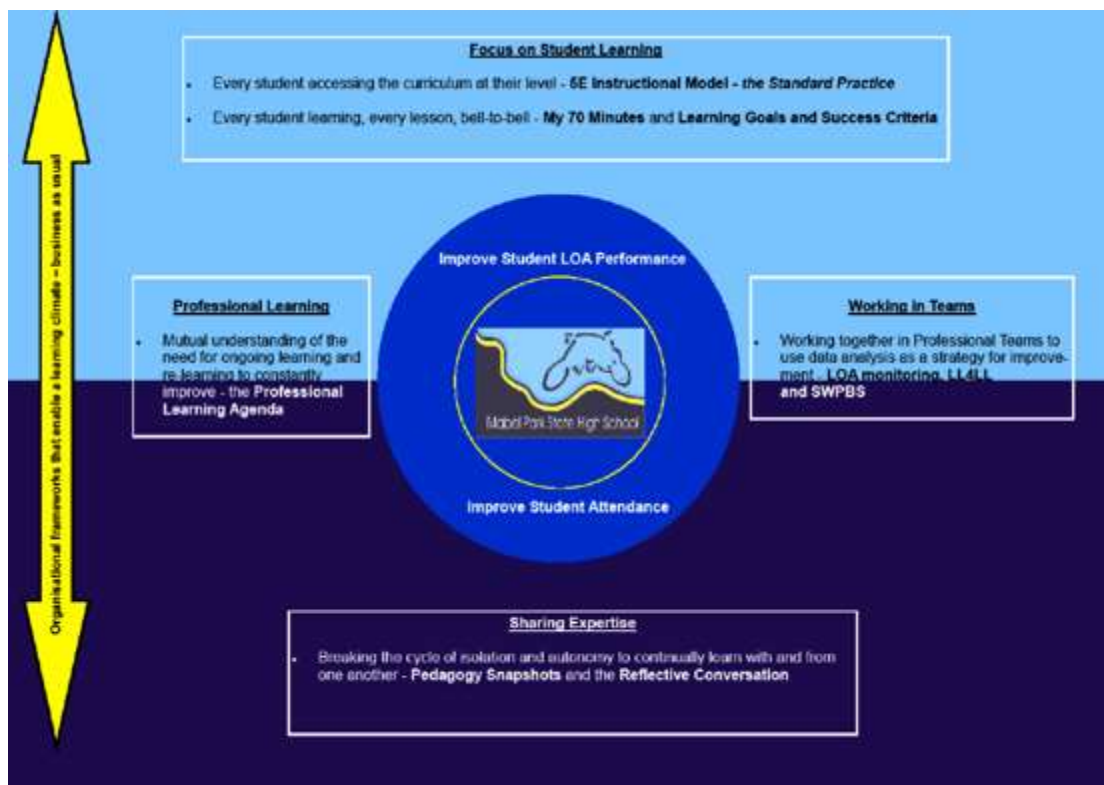 Focus on Student Learning
• Every student accessing the curriculum at their level - 5E Instructional Model - the Standard Practice
• Every student learning, every lesson, bell-to-bell - My 70 Minutes and Learning Goals and Success Criteria
Organisational frameworks that enable a learning climate – business as usual
Improve Student LOA Performance
Professional Learning
• Mutual understanding of the
need for ongoing learning and
re-learning to constantly
improve - the Professional
Learning Agenda
Mabel Park State High School
Working in Teams
• Working together in Professional Teams to
use data analysis as a strategy for improve-
ment - LOA monitoring, LL4LL
and SWPBS
Improve Student Attendance
Sharing Expertise
• Breaking the cycle of isolation and autonomy to continually learn with and from
one another - Pedagogy Snapshots and the Reflective Conversation